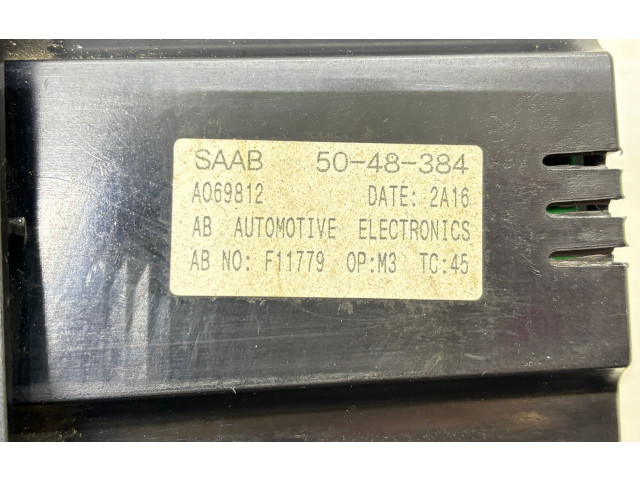 SAAB 50-48-384
A069812 DATE: 2A16
AB AUTOMOTIVE ELECTRONICS
AB NO: F11779 OP:M3 TC:45